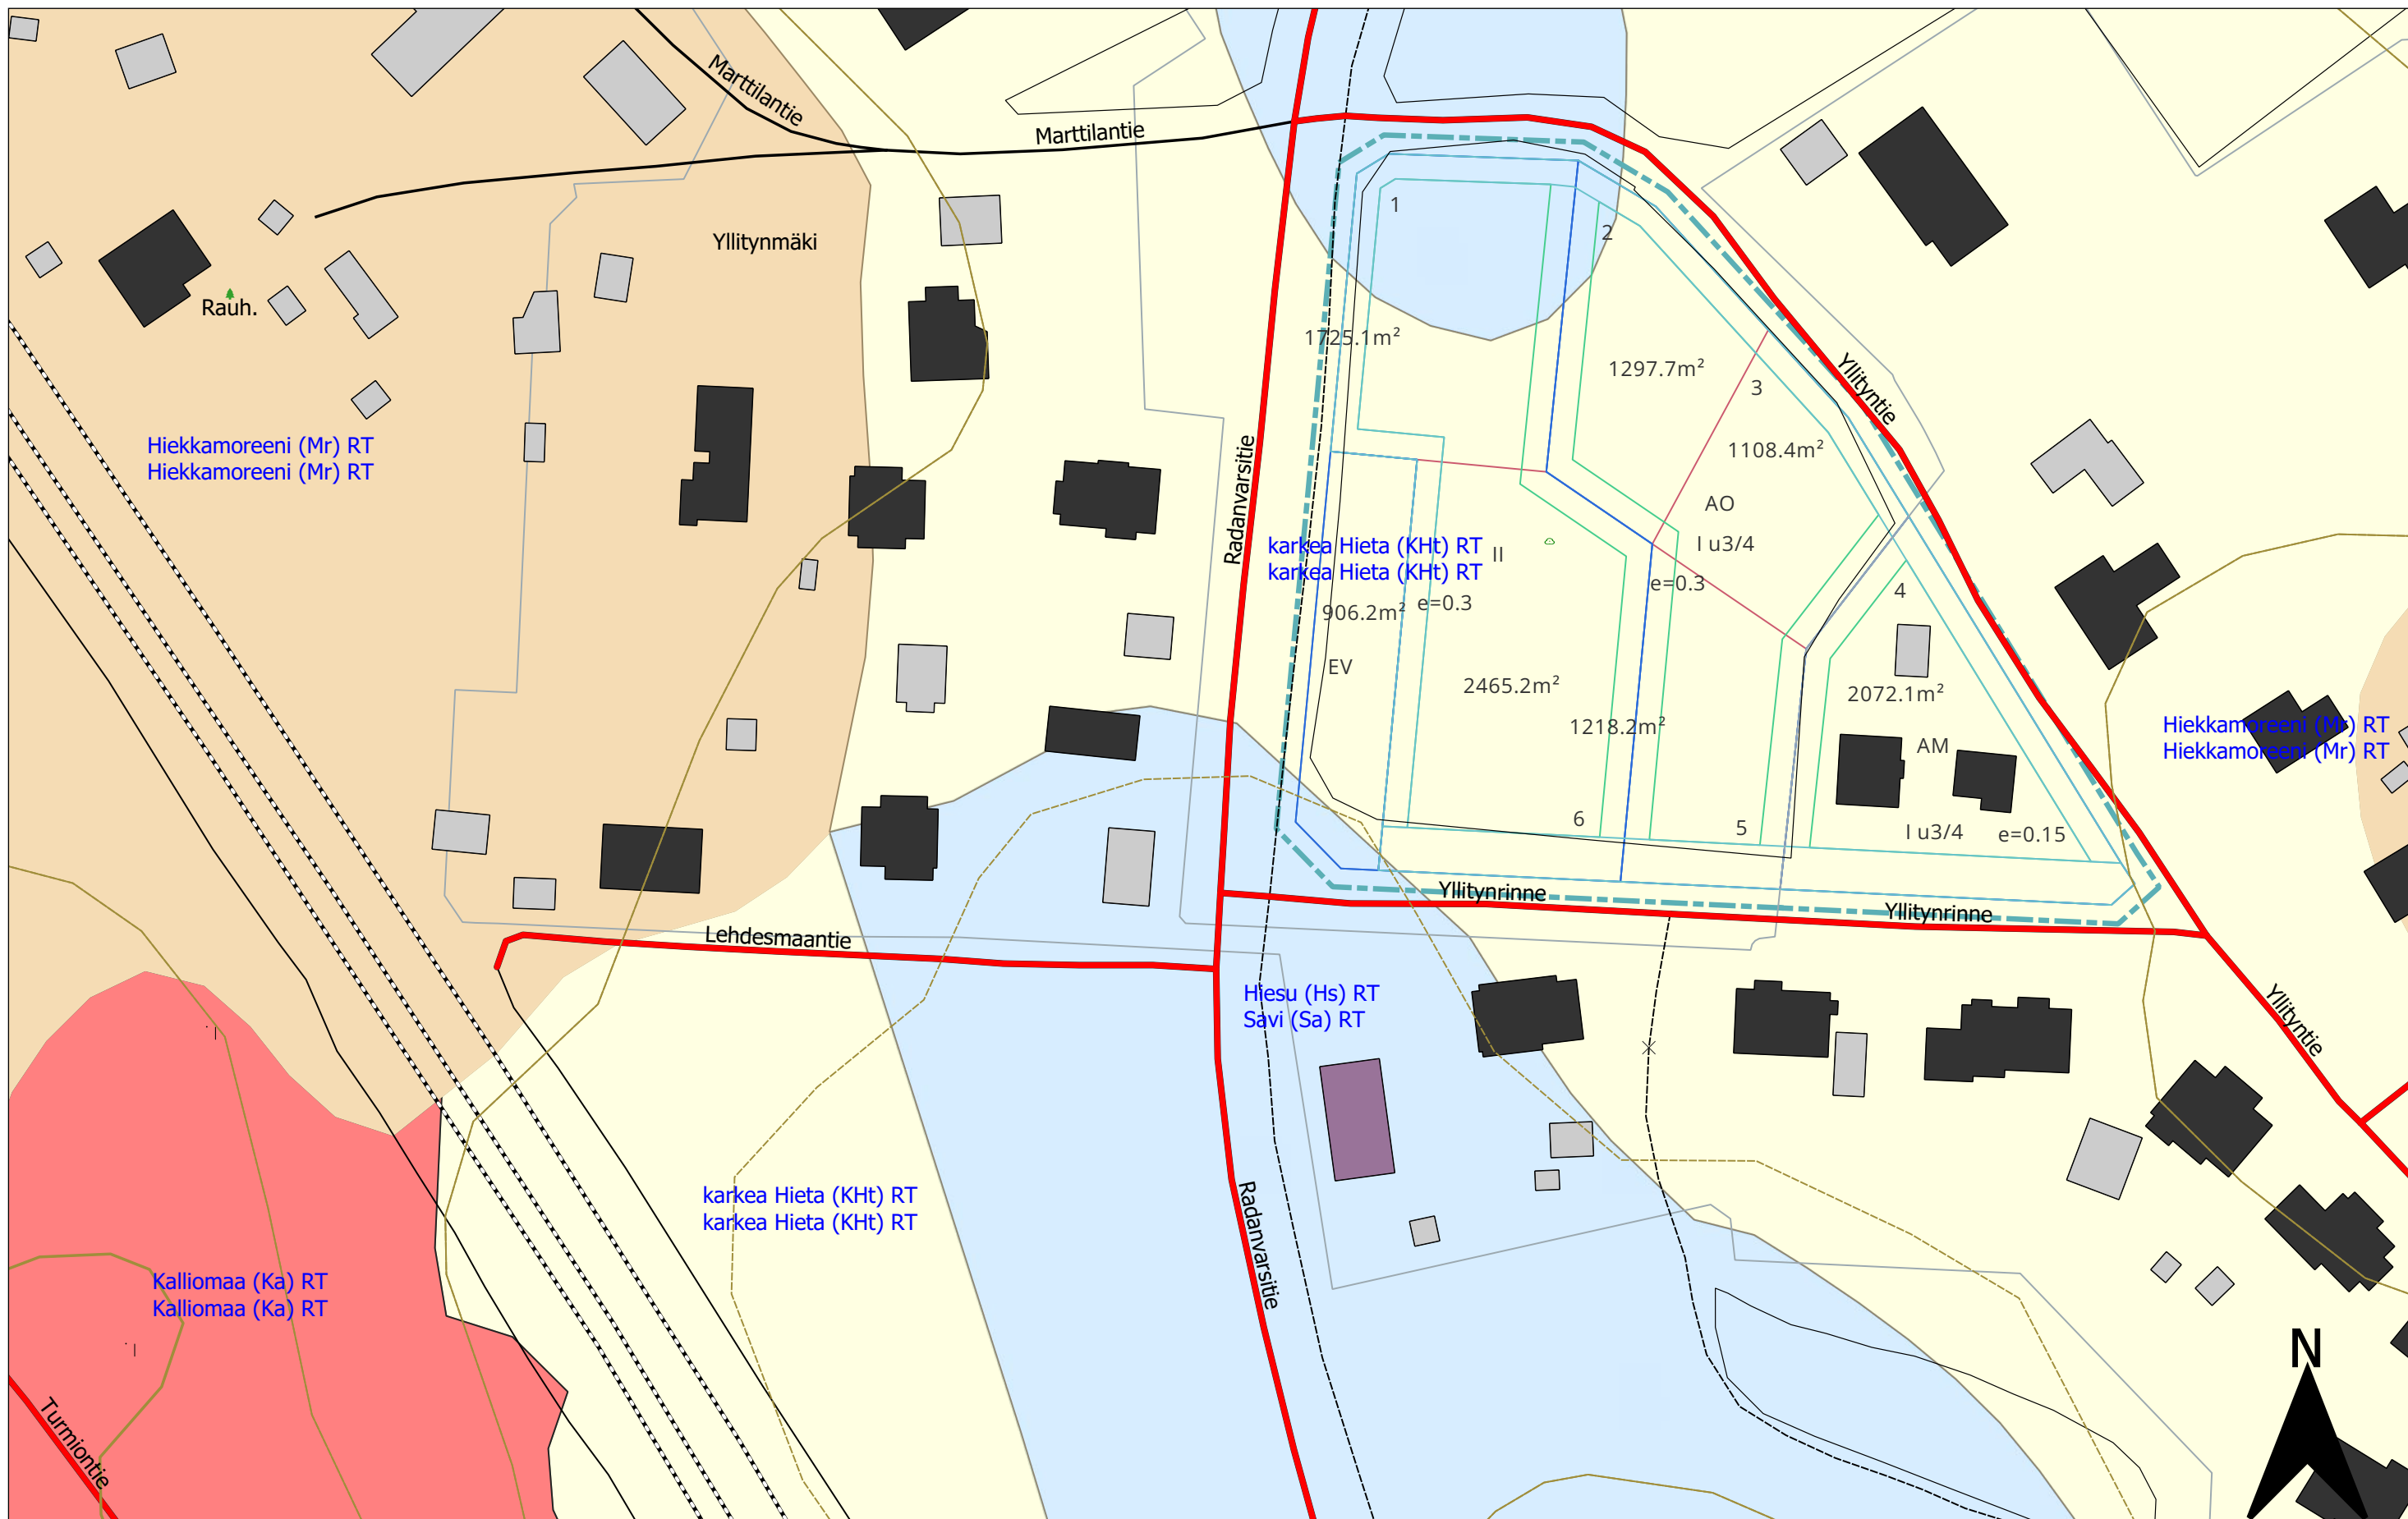 Marttilantie
Marttilantie
1
2
Yllitynmäki
Rauh.
1725.1m²
1297.7m²
3
Yllityntie
Hiekkamoreeni (Mr) RT
Hiekkamoreeni (Mr) RT
1108.4m²
Radanvarsitie
AO
karkea Hieta (KHt) RT
karkea Hieta (KHt) RT
II
I u3/4
e=0.3
906.2m²
e=0.3
4
EV
2465.2m²
2072.1m²
1218.2m²
AM
Hiekkamoreeni (Mr) RT
Hiekkamoreeni (Mr) RT
6
5
I u3/4
e=0.15
Yllitynrinne
Yllitynrinne
Lehdesmaantie
Hiesu (Hs) RT
Savi (Sa) RT
Yllityntie
karkea Hieta (KHt) RT
karkea Hieta (KHt) RT
Radanvarsitie
Kalliomaa (Ka) RT
Kalliomaa (Ka) RT
N
Turmiontie